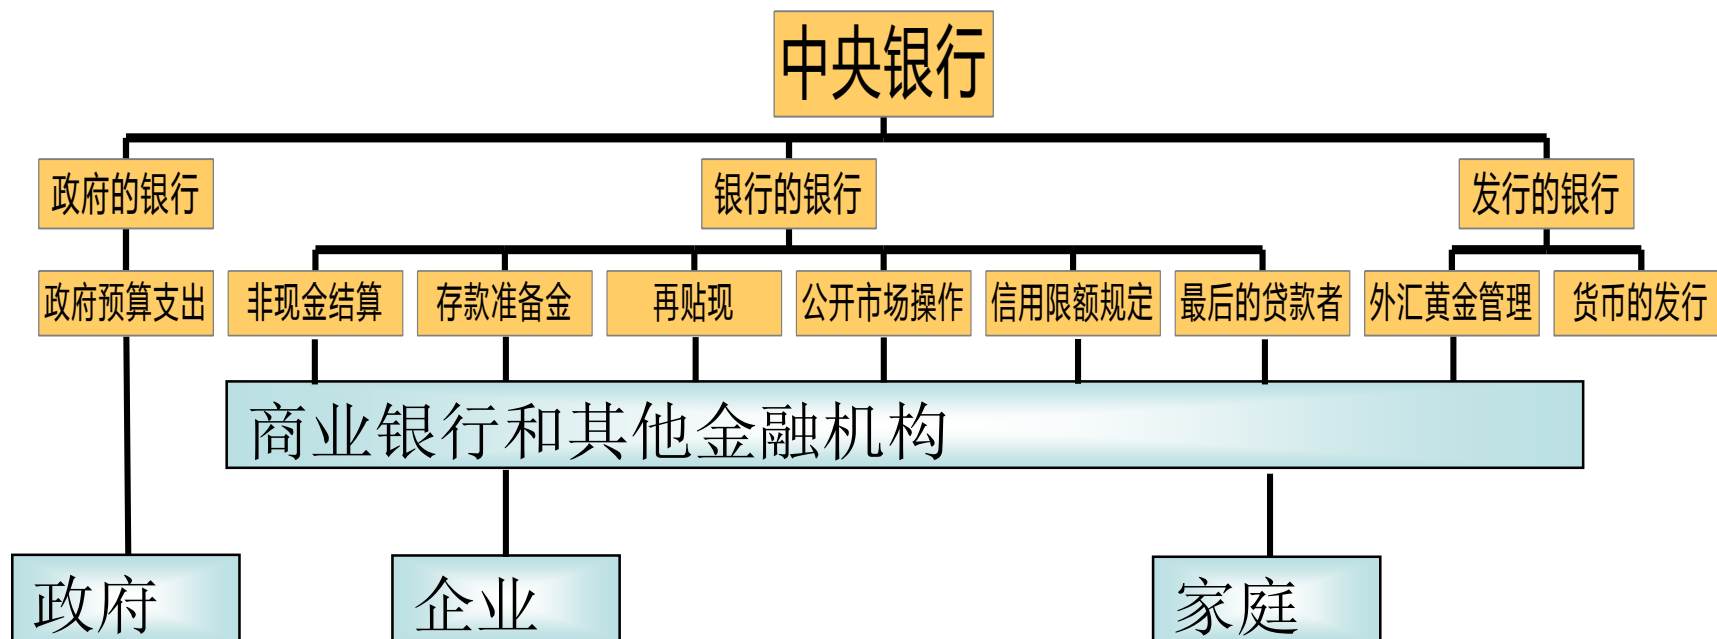 中央银行
政府的银行
银行的银行
发行的银行
政府预算支出
非现金结算
存款准备金
再贴现
公开市场操作
信用限额规定
最后的贷款者
外汇黄金管理
货币的发行
商业银行和其他金融机构
政府
企业
家庭